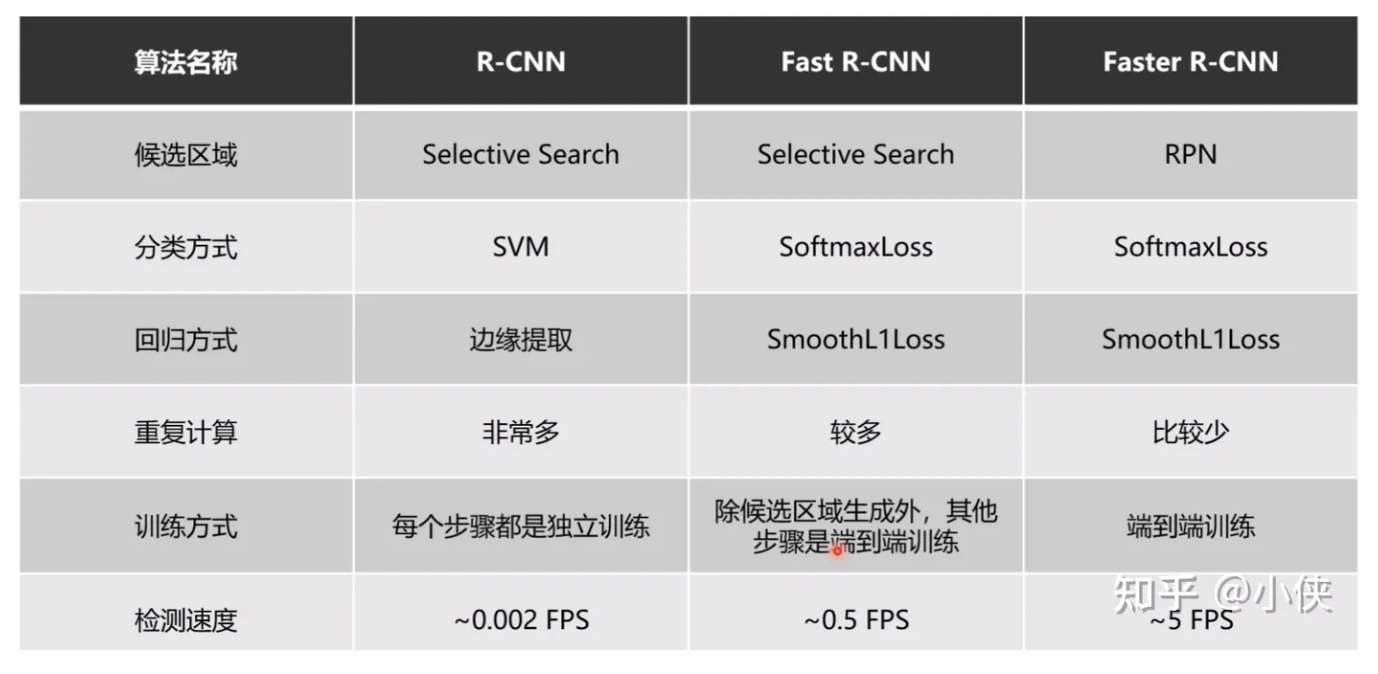 算法名称 R-CNN Fast R-CNN Faster R-CNN
候选区域 Selective Search Selective Search RPN
分类方式 SVM SoftmaxLoss SoftmaxLoss
回归方式 边缘提取 SmoothL1Loss SmoothL1Loss
重复计算 非常多 较多 比较少
训练方式 每个步骤都是独立训练 除候选区域生成外，其他
步骤是端到端训练 端到端训练
检测速度 ~0.002 FPS ~0.5 FPS ~5 FPS
知乎 @小侠